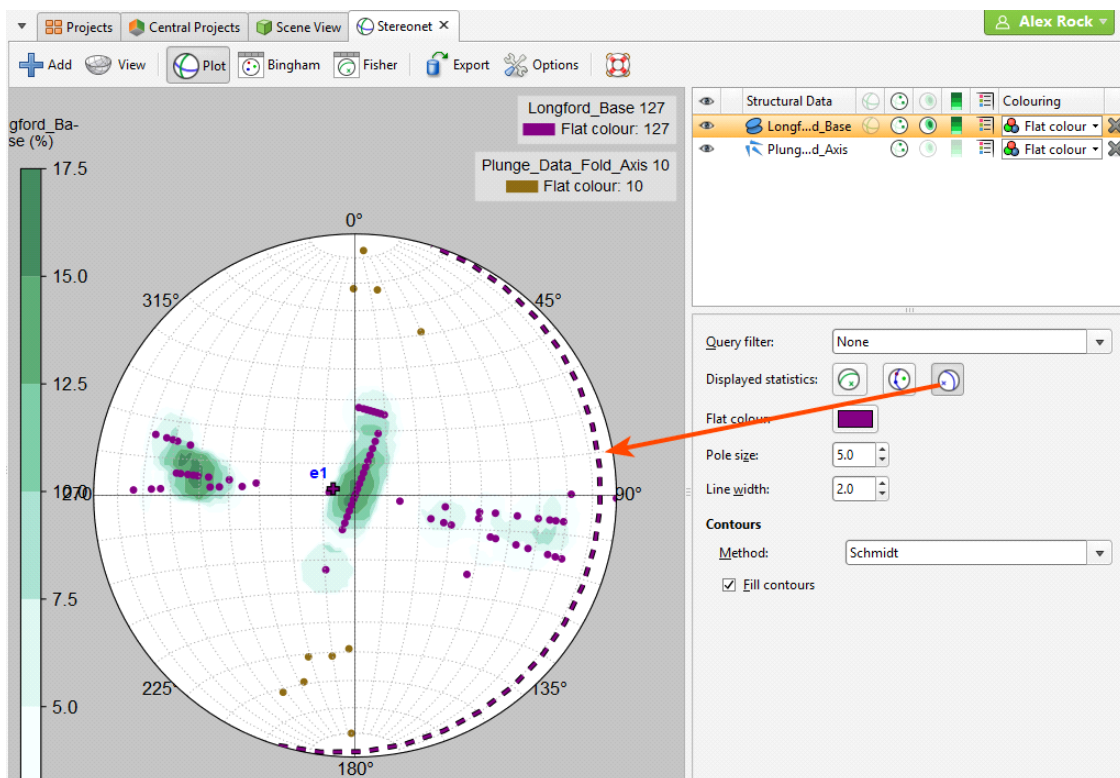 Projects
Central Projects
Scene View
Stereonet
Alex Rock
Add
View
Plot
Bingham
Fisher
Export
Options
gford_Ba-
se (%)
17.5
15.0
12.5
10.0
7.5
5.0
Longford_Base 127
Flat colour: 127
Plunge_Data_Fold_Axis 10
Flat colour: 10
0°
45°
90°
135°
180°
225°
270
315°
e1
Structural Data
Colouring
Longf...d_Base
Flat colour
Plung...d_Axis
Flat colour
Query filter:
None
Displayed statistics:
Flat colour:
Pole size:
5.0
Line width:
2.0
Contours
Method:
Schmidt
Fill contours